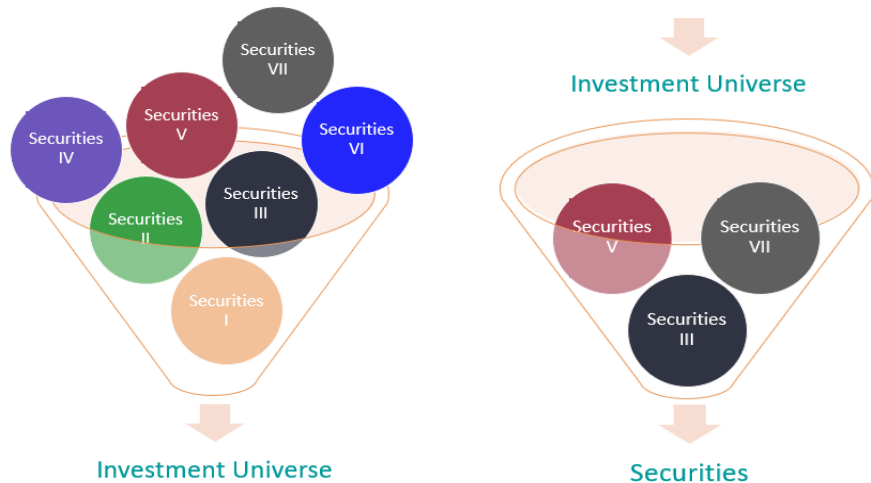 Securities
VII
Securities
V
Securities
VI
Securities
IV
Securities
III
Securities
II
Securities
I
Investment Universe
Investment Universe
Securities
V
Securities
VII
Securities
III
Securities